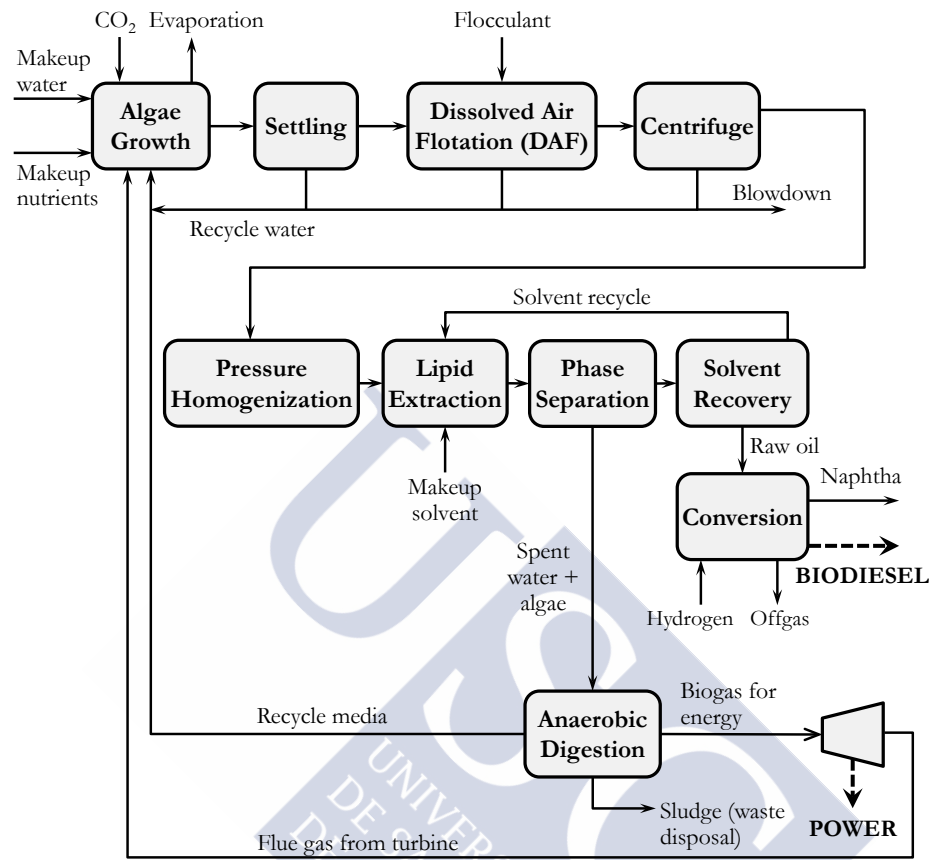 CO2 Evaporation
Flocculant
Makeup
water
Algae
Growth
Settling
Dissolved Air
Flotation (DAF)
Centrifuge
Makeup
nutrients
Blowdown
Recycle water
Solvent recycle
Pressure
Homogenization
Lipid
Extraction
Phase
Separation
Solvent
Recovery
Raw oil
Makeup
solvent
Naphtha
Conversion
BIODIESEL
Spent
water +
algae
Hydrogen
Offgas
Recycle media
Anaerobic
Digestion
Biogas for
energy
Sludge (waste
disposal)
POWER
Flue gas from turbine
USC